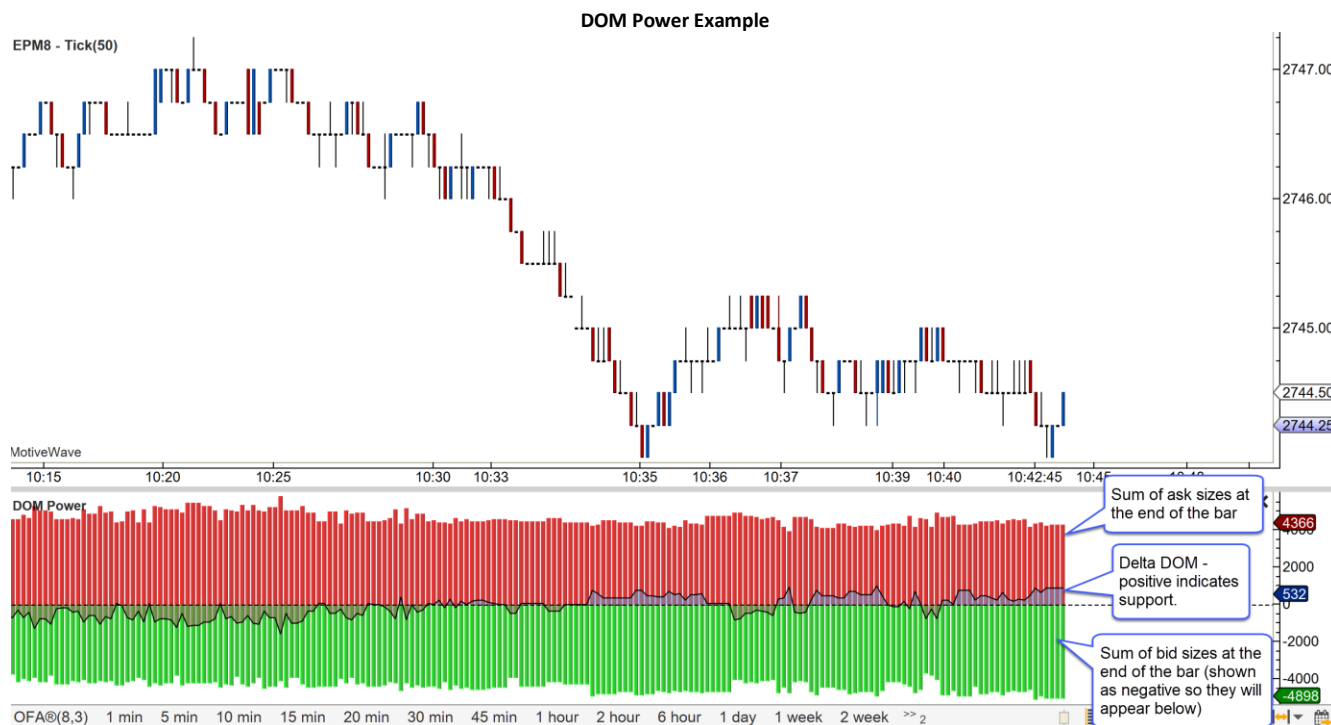 DOM Power Example
EPM8 - Tick(50)
2747.00
2746.00
2745.00
2744.50
2744.25
MotiveWave
10:15 10:20 10:25 10:30 10:33 10:35 10:36 10:37 10:39 10:40 10:42:45
DOM Power
Sum of ask sizes at
the end of the bar
4366
2000
Delta DOM -
positive indicates
support.
532
0
-2000
Sum of bid sizes at the
end of the bar (shown
as negative so they will
appear below)
-4000
-4898
OFA®(8,3) 1 min 5 min 10 min 15 min 20 min 30 min 45 min 1 hour 2 hour 6 hour 1 day 1 week 2 week >> 2